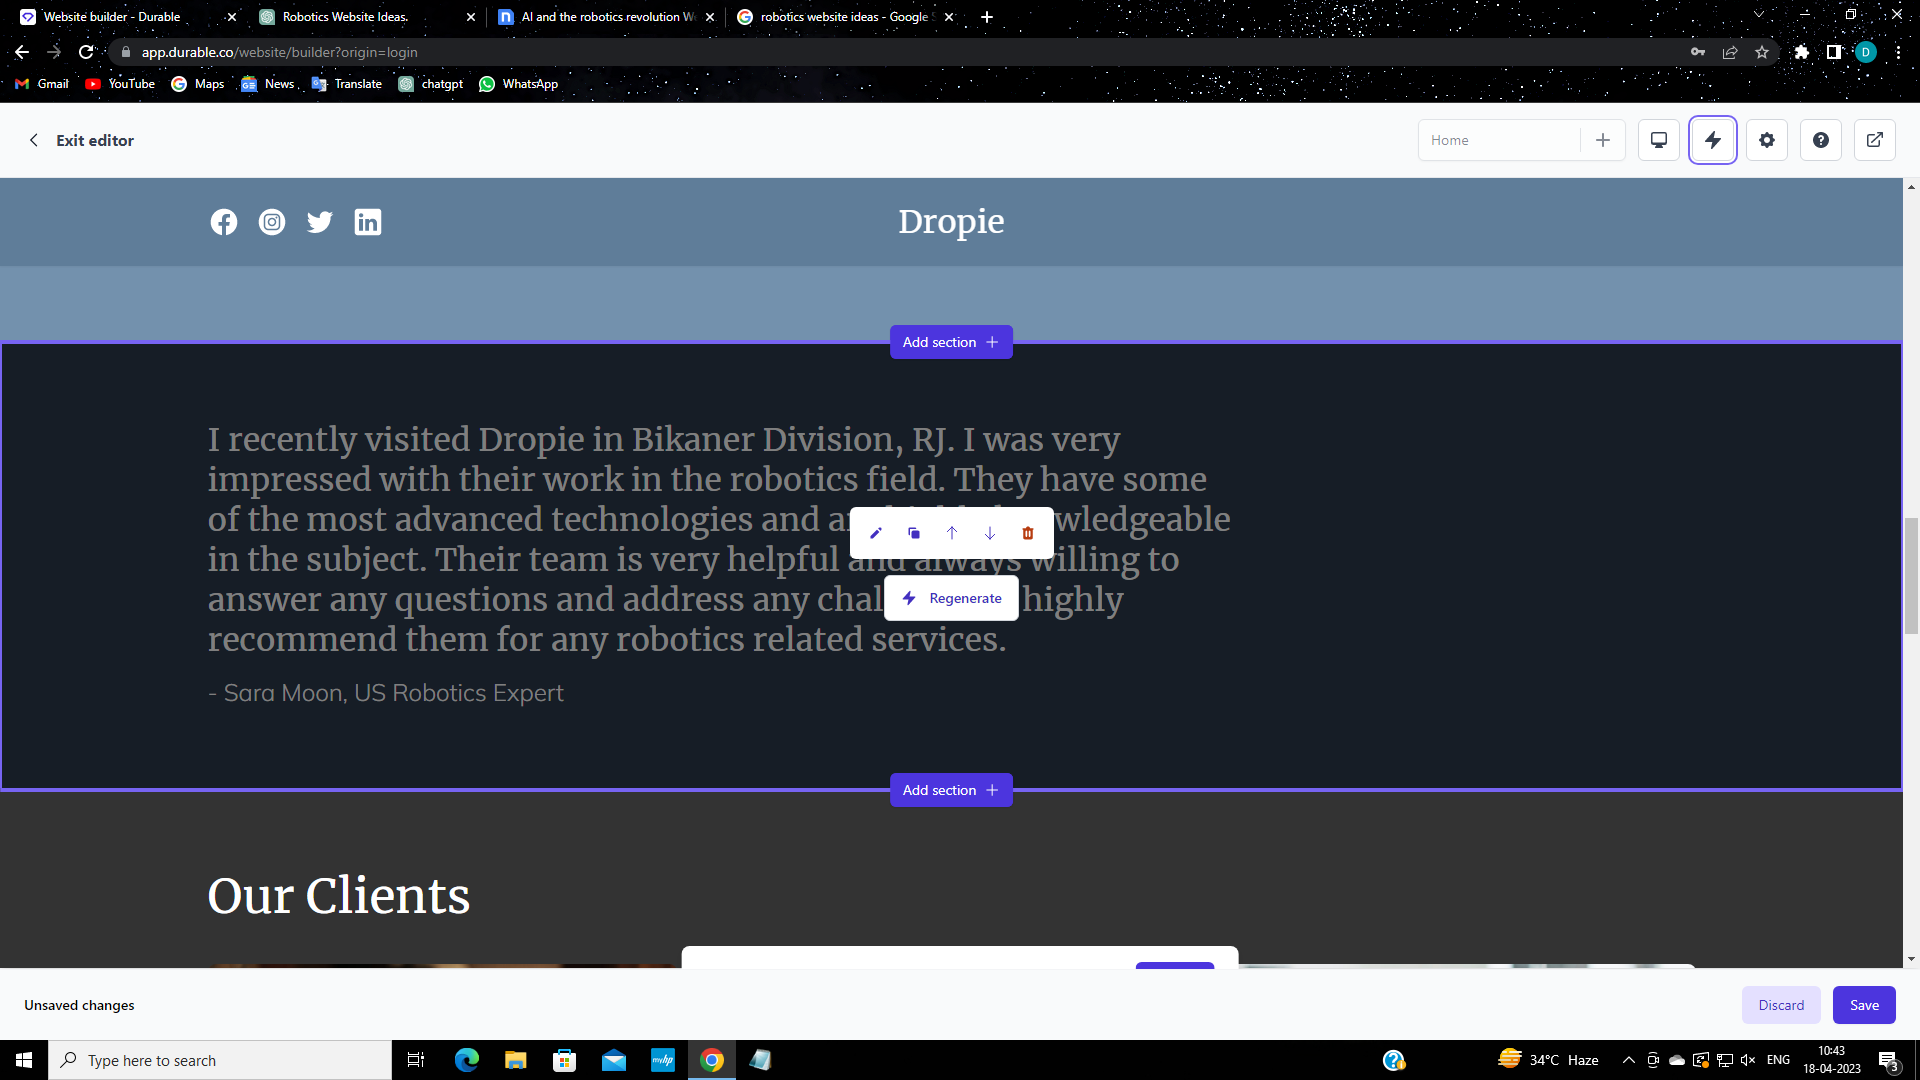 Website builder - Durable
Robotics Website Ideas.
AI and the robotics revolution W
robotics website ideas - Google
app.durable.co/website/builder?origin=login
D
Gmail
YouTube
Maps
News
Translate
chatgpt
WhatsApp
Exit editor
Home
Dropie
Add section
I recently visited Dropie in Bikaner Division, RJ. I was very
impressed with their work in the robotics field. They have some
of the most advanced technologies and
in the subject. Their team is very helpful and always willing to
answer any questions and address any highly
recommend them for any robotics related services.
Regenerate
- Sara Moon, US Robotics Expert
Add section
Our Clients
Unsaved changes
Discard
Save
Type here to search
myhp
34°C Haze
ENG
10:43
18-04-2023
3